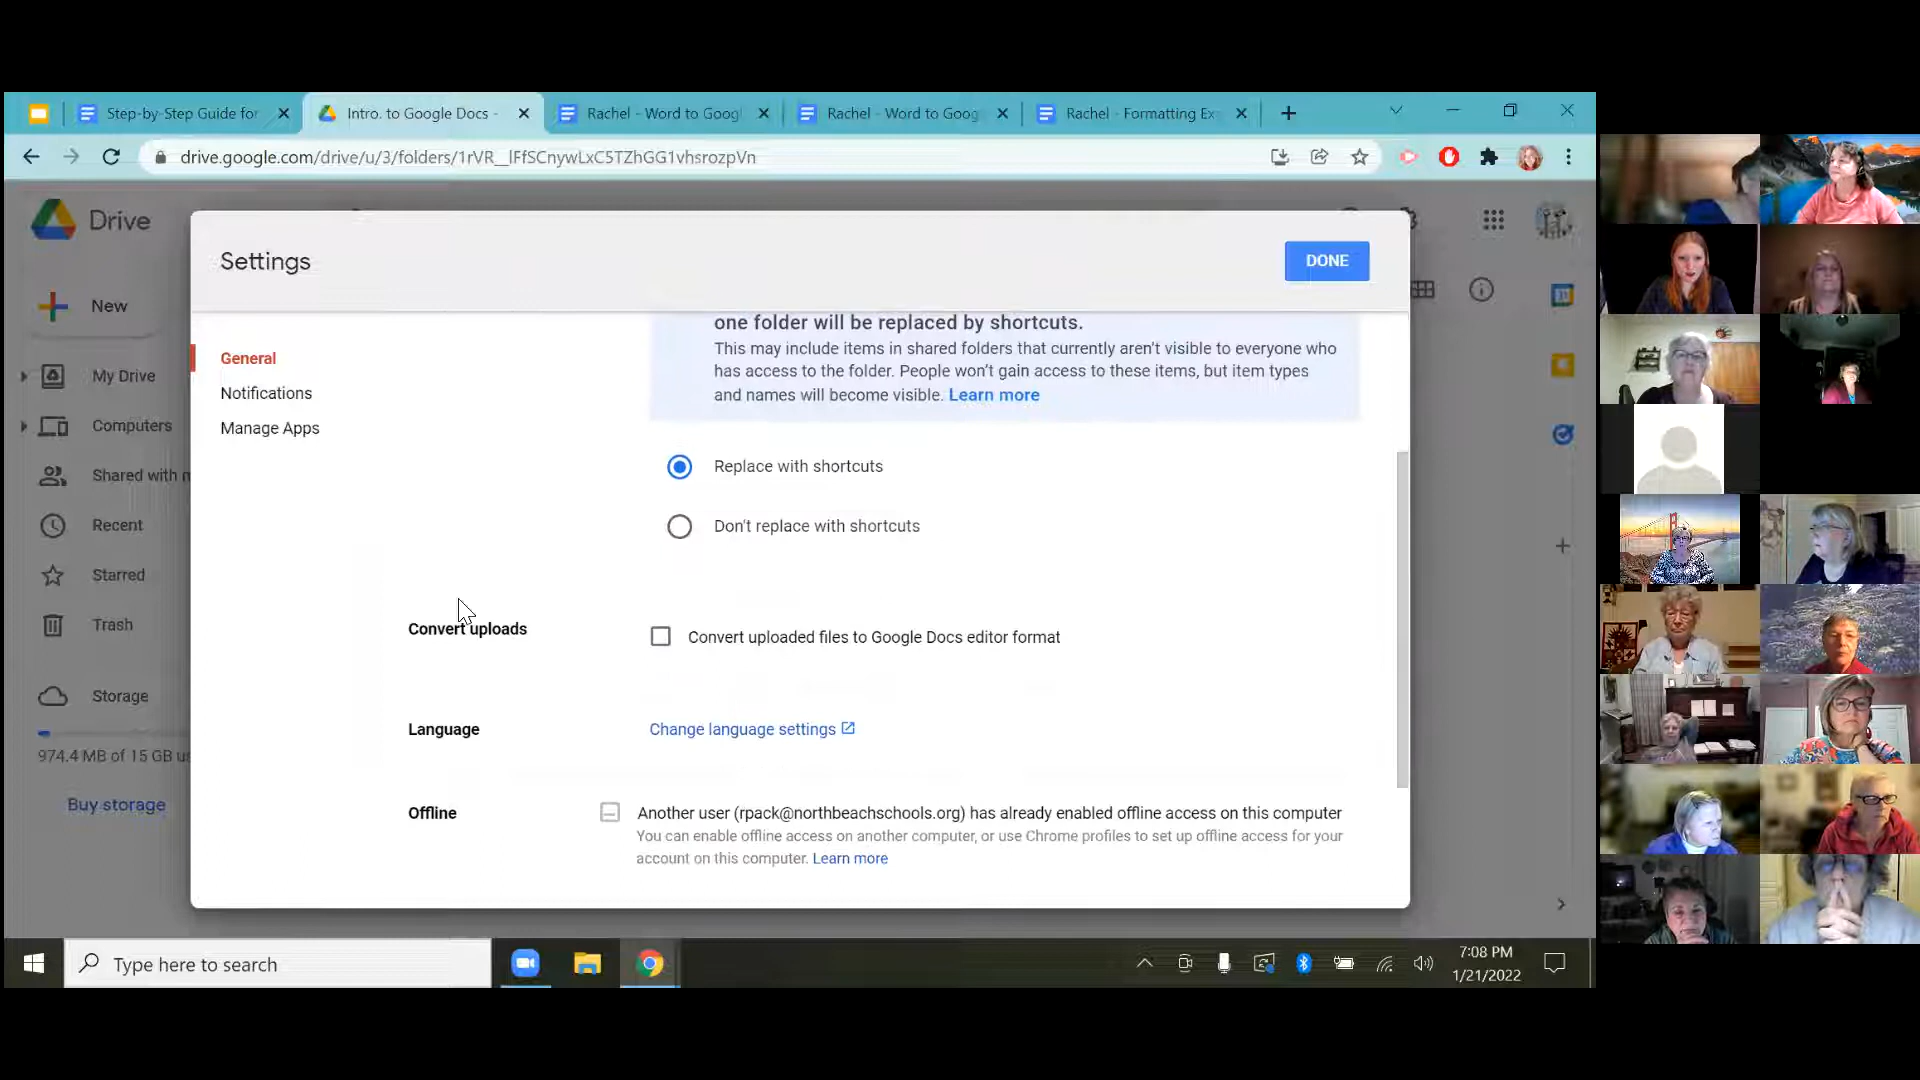 Step-by-Step Guide for
Intro. to Google Docs -
Rachel - Word to Googl
Rachel - Word to Goog
Rachel - Formatting Ex
drive.google.com/drive/u/3/folders/1rVR__lFfSCnywLxC5TZhGG1vhsrozpVn
Drive
Settings
DONE
New
one folder will be replaced by shortcuts.
This may include items in shared folders that currently aren't visible to everyone who
has access to the folder. People won't gain access to these items, but item types
and names will become visible. Learn more
General
Notifications
Manage Apps
My Drive
Computers
Shared with m
Recent
Starred
Trash
Storage
974.4 MB of 15 GB us
Buy storage
Replace with shortcuts
Don't replace with shortcuts
Convert uploads
Convert uploaded files to Google Docs editor format
Language
Change language settings
Offline
Another user (rpack@northbeachschools.org) has already enabled offline access on this computer
You can enable offline access on another computer, or use Chrome profiles to set up offline access for your
account on this computer. Learn more
Type here to search
7:08 PM
1/21/2022